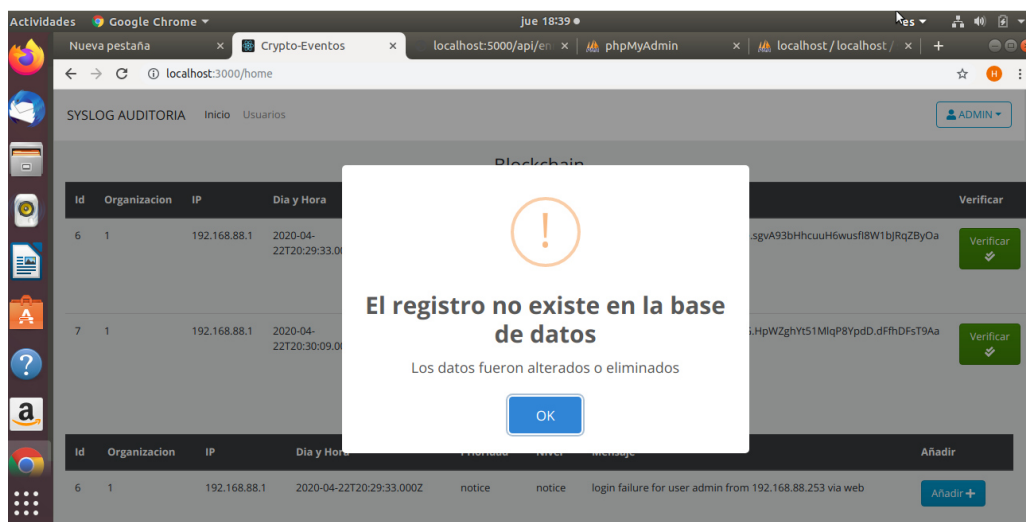 Actividades Google Chrome jue 18:39 es
Nueva pestaña Crypto-Eventos localhost:5000/api/en phpMyAdmin localhost / localhost /
localhost:3000/home H
SYSLOG AUDITORIA Inicio Usuarios ADMIN
Blockchain
Id Organizacion IP Dia y Hora Verificar
6 1 192.168.88.1 2020-04- .sgvA93bHhcuuH6wusfl8W1bJRqZByOa Verificar
22T20:29:33.00
7 1 192.168.88.1 2020-04- Verificar
22T20:30:09.00
!
El registro no existe en la base
de datos
Los datos fueron alterados o eliminados
OK
Id Organizacion IP Dia y Hora Prioridad Nivel Mensaje Añadir
6 1 192.168.88.1 2020-04-22T20:29:33.000Z notice notice login failure for user admin from 192.168.88.253 via web Añadir +